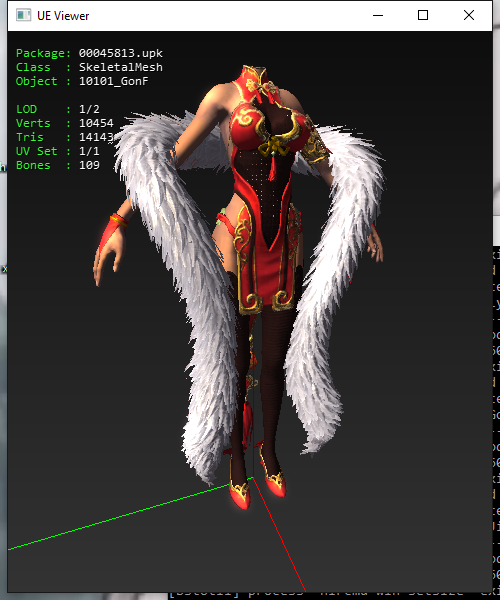 UE Viewer
Package: 00045813.upk
Class  : SkeletalMesh
Object : 10101_GonF
LOD    : 1/2
Verts  : 10454
Tris   : 14143
UV Set : 1/1
Bones  : 109